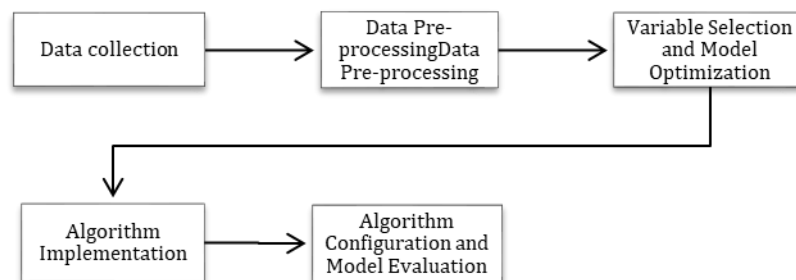 Data collection
Data Pre-
processingData
Pre-processing
Variable Selection
and Model
Optimization
Algorithm
Implementation
Algorithm
Configuration and
Model Evaluation